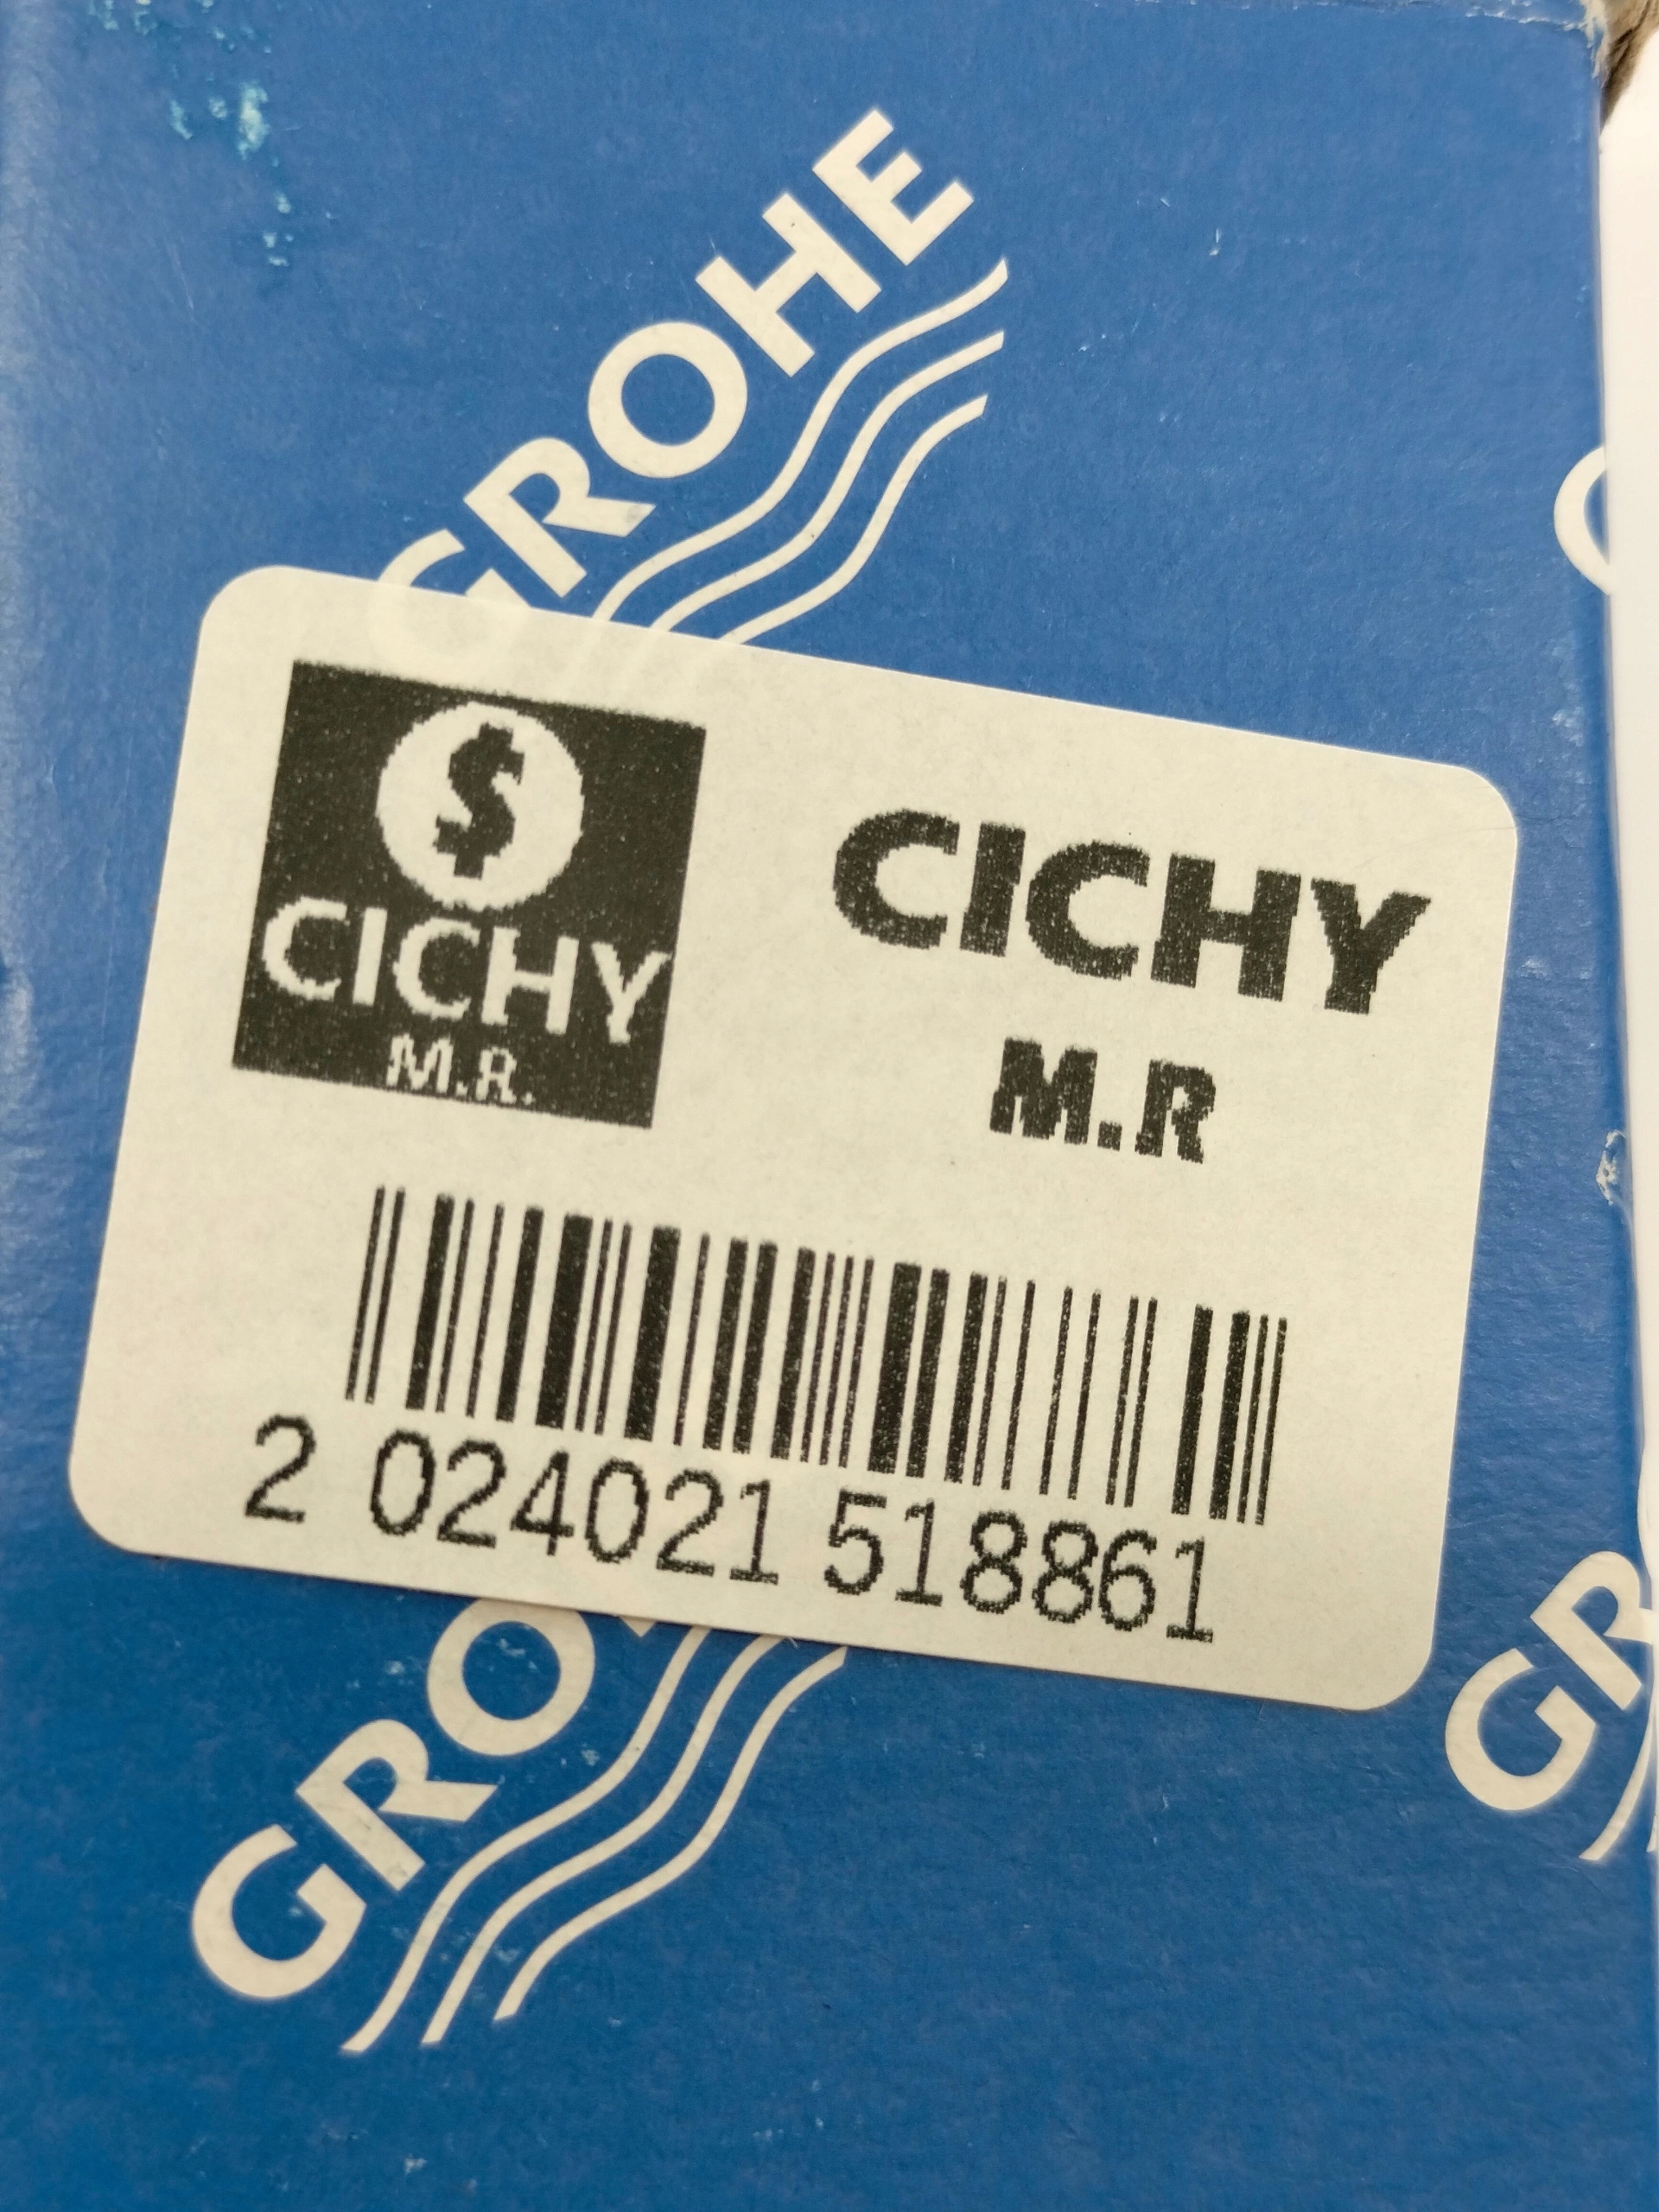 GROHE
$
CICHY
M.R.
CICHY
M.R
2 024021 518861
GRO
GR